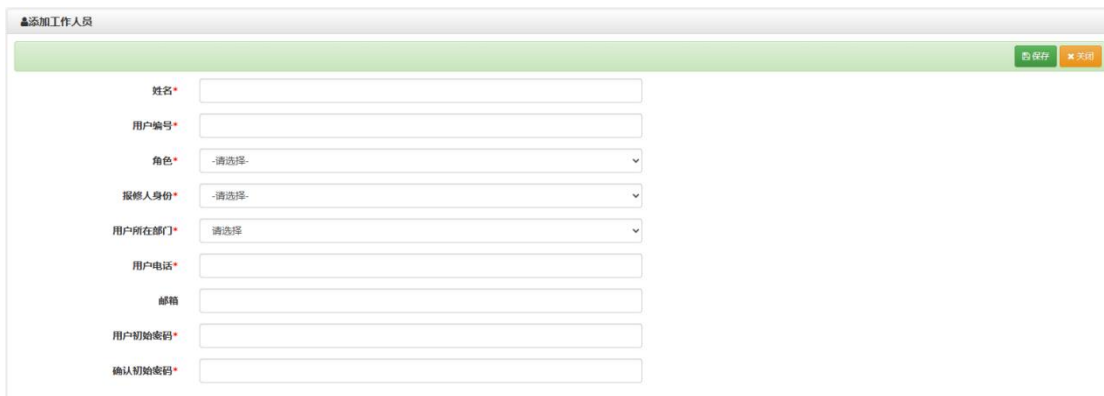 添加工作人员
保存 关闭
姓名*
用户编号*
角色* -请选择-
报修人身份* -请选择-
用户所在部门* 请选择
用户电话*
邮箱
用户初始密码*
确认初始密码*